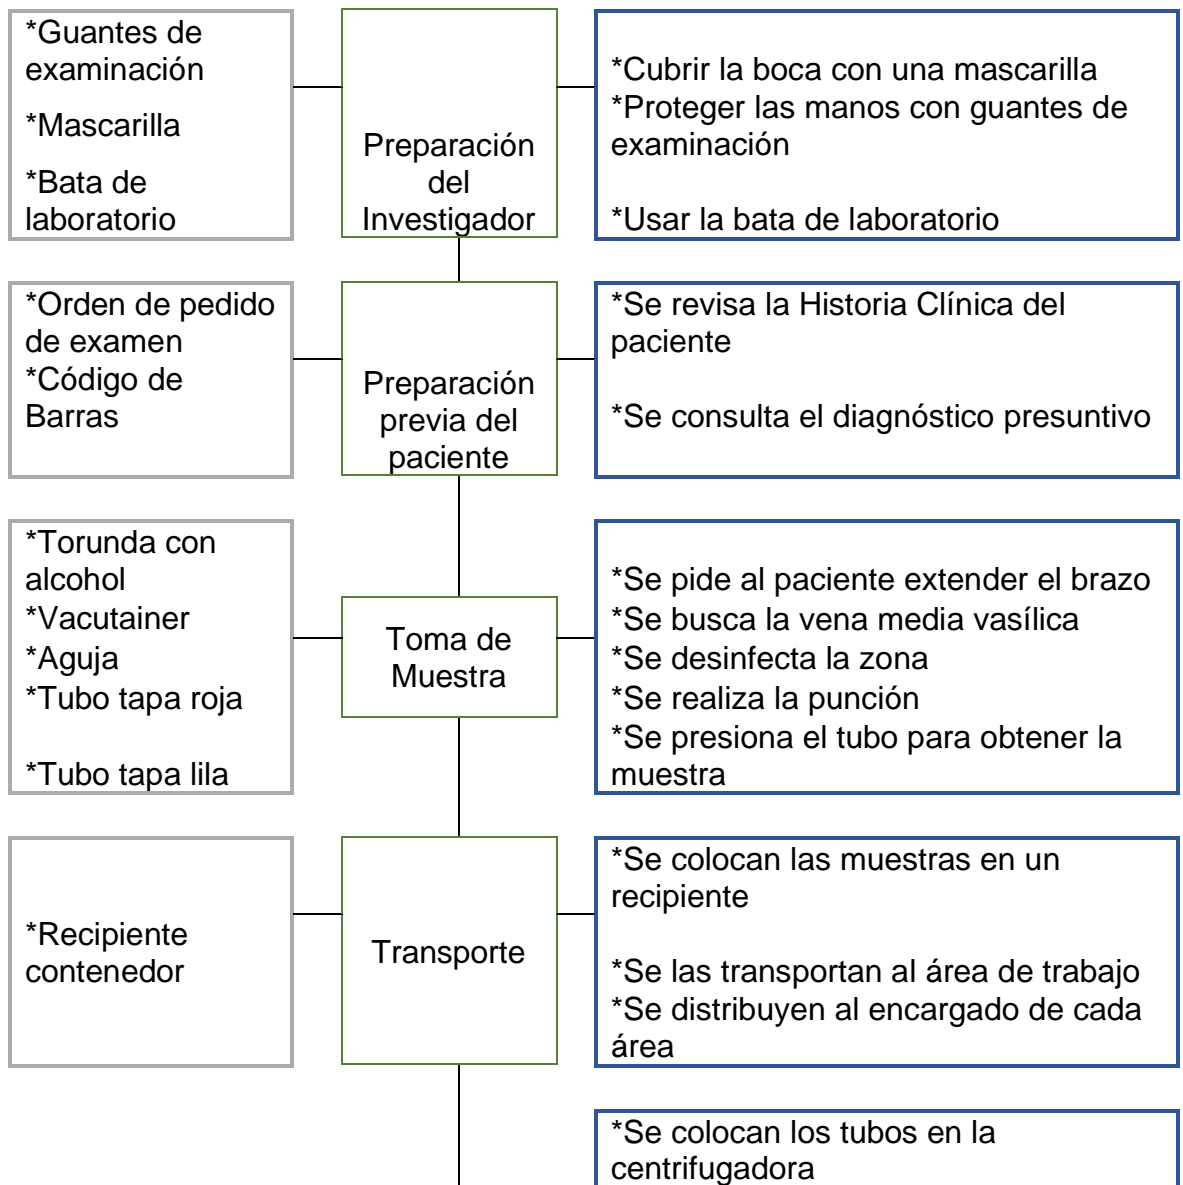 *Guantes de
examinación
*Mascarilla
*Bata de
laboratorio
Preparación
del
Investigador
*Cubrir la boca con una mascarilla
*Proteger las manos con guantes de
examinación
*Usar la bata de laboratorio
*Orden de pedido
de examen
*Código de
Barras
Preparación
previa del
paciente
*Se revisa la Historia Clínica del
paciente
*Se consulta el diagnóstico presuntivo
*Torunda con
alcohol
*Vacutainer
*Aguja
*Tubo tapa roja
*Tubo tapa lila
Toma de
Muestra
*Se pide al paciente extender el brazo
*Se busca la vena media vasílica
*Se desinfecta la zona
*Se realiza la punción
*Se presiona el tubo para obtener la
muestra
*Recipiente
contenedor
Transporte
*Se colocan las muestras en un
recipiente
*Se las transportan al área de trabajo
*Se distribuyen al encargado de cada
área
*Se colocan los tubos en la
centrifugadora